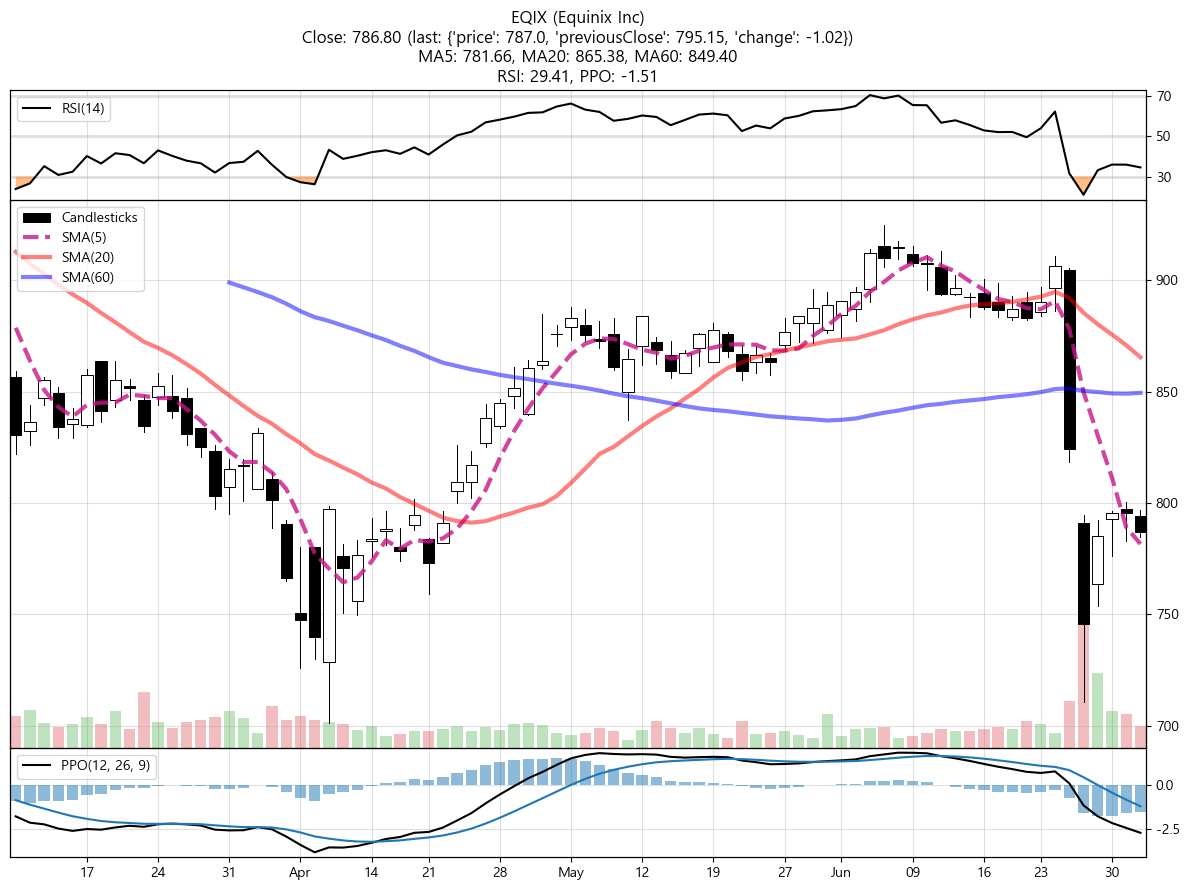 EQIX (Equinix Inc)
Close: 786.80 (last: {'price': 787.0, 'previousClose': 795.15, 'change': -1.02})
MA5: 781.66, MA20: 865.38, MA60: 849.40
RSI: 29.41, PPO: -1.51
RSI(14)
70
50
30
Candlesticks
SMA(5)
SMA(20)
SMA(60)
900
850
800
750
700
PPO(12, 26, 9)
0.0
-2.5
17 24 31 Apr 14 21 28 May 12 19 27 Jun 09 16 23 30